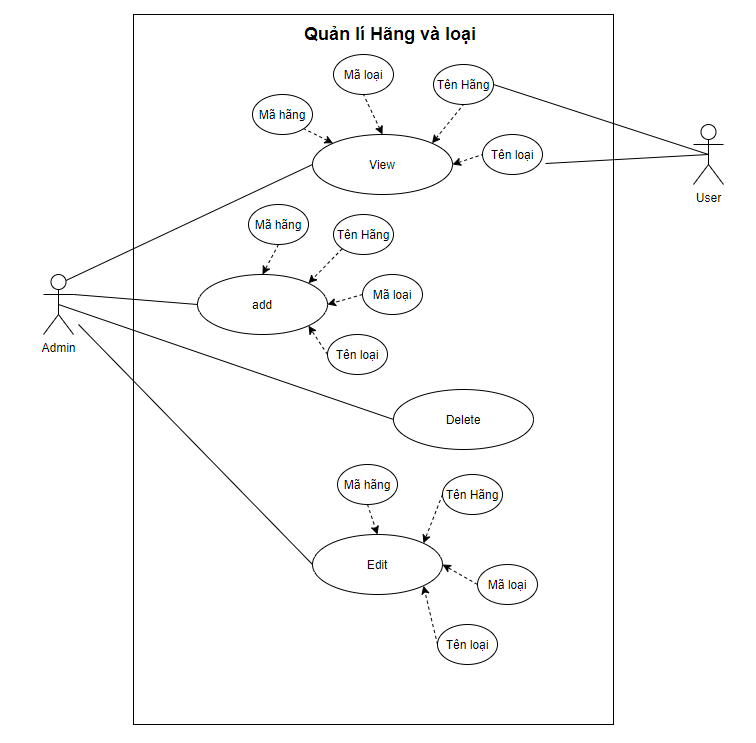 Quản lí Hãng và loại
Mã loại
Tên Hãng
Mã hãng
Tên loại
View
User
Mã hãng
Tên Hãng
Mã loại
add
Tên loại
Admin
Delete
Mã hãng
Tên Hãng
Edit
Mã loại
Tên loại